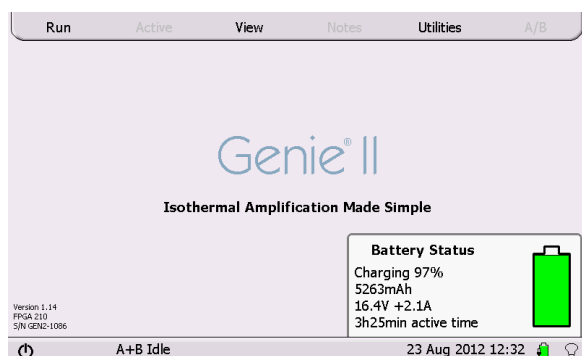 Run Active View Notes Utilities A/B
Genie® II
Isothermal Amplification Made Simple
Battery Status
Charging 97%
5263mAh
16.4V +2.1A
3h25min active time
Version 1.14
FPGA 210
S/N GEN2-1086
A+B Idle 23 Aug 2012 12:32